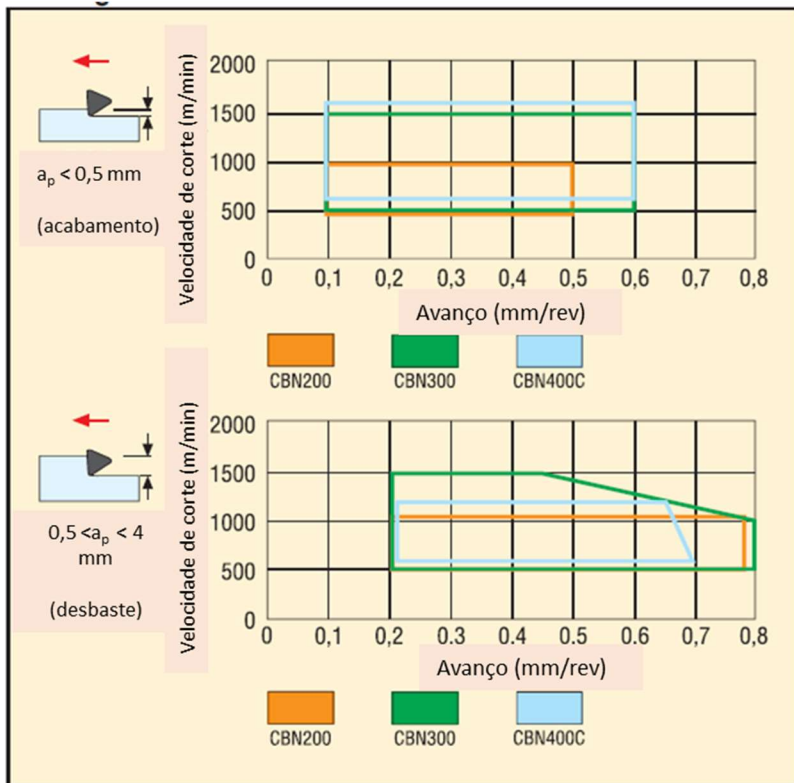 Velocidade de corte (m/min)
2000
1500
1000
500
0
0 0,1 0,2 0,3 0,4 0,5 0,6 0,7 0,8
Avanço (mm/rev)
aₚ < 0,5 mm
(acabamento)
CBN200 CBN300 CBN400C
Velocidade de corte (m/min)
2000
1500
1000
500
0
0 0,1 0,2 0.3 0.4 0.5 0.6 0.7 0,8
Avanço (mm/rev)
0,5 <aₚ < 4
mm
(desbaste)
CBN200 CBN300 CBN400C